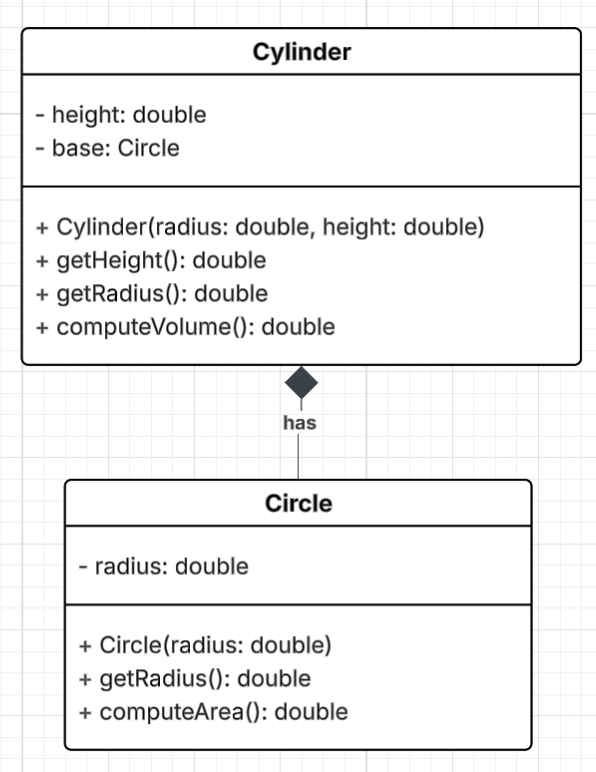 Cylinder
- height: double
- base: Circle
+ Cylinder(radius: double, height: double)
+ getHeight(): double
+ getRadius(): double
+ computeVolume(): double
has
Circle
- radius: double
+ Circle(radius: double)
+ getRadius(): double
+ computeArea(): double